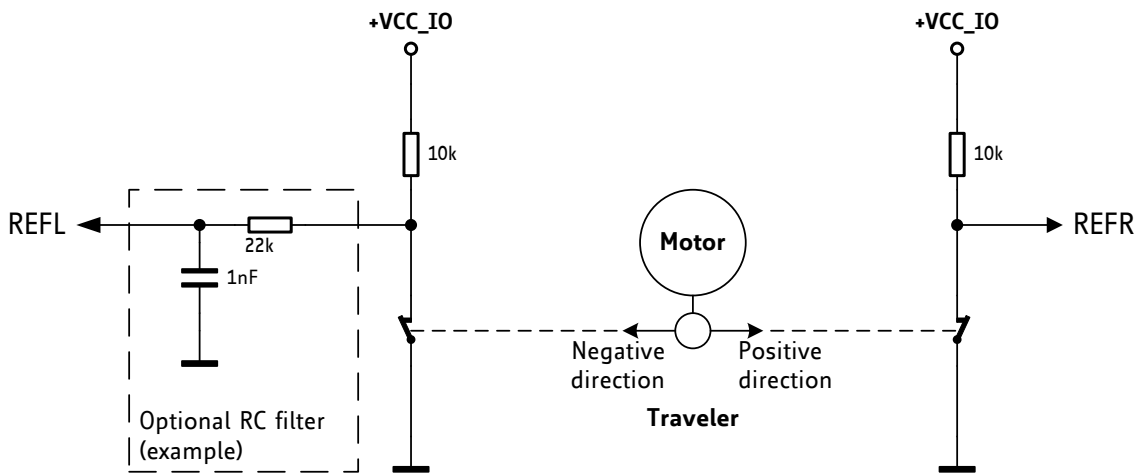 +VCC_IO
+VCC_IO
10k
10k
REFL
22k
1nF
Motor
REFR
Negative
direction
Positive
direction
Traveler
Optional RC filter
(example)